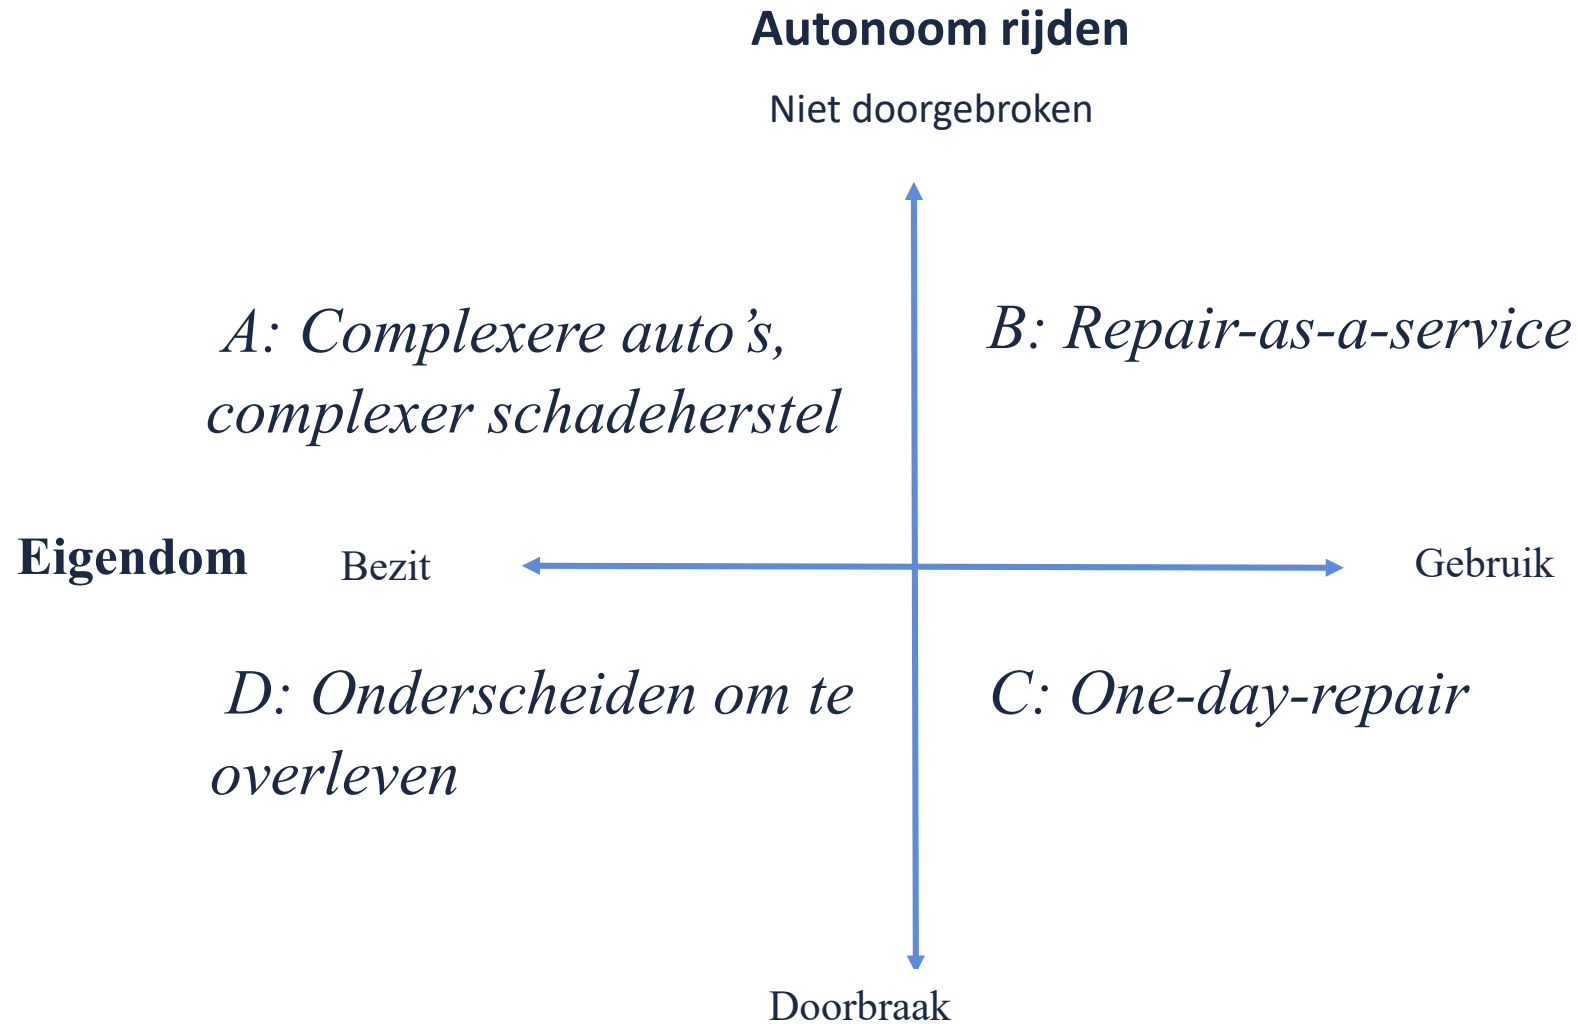 Autonoom rijden
Niet doorgebroken
A: Complexere auto’s,
complexer schadeherstel
B: Repair-as-a-service
Eigendom
Bezit
Gebruik
D: Onderscheiden om te
overleven
C: One-day-repair
Doorbraak